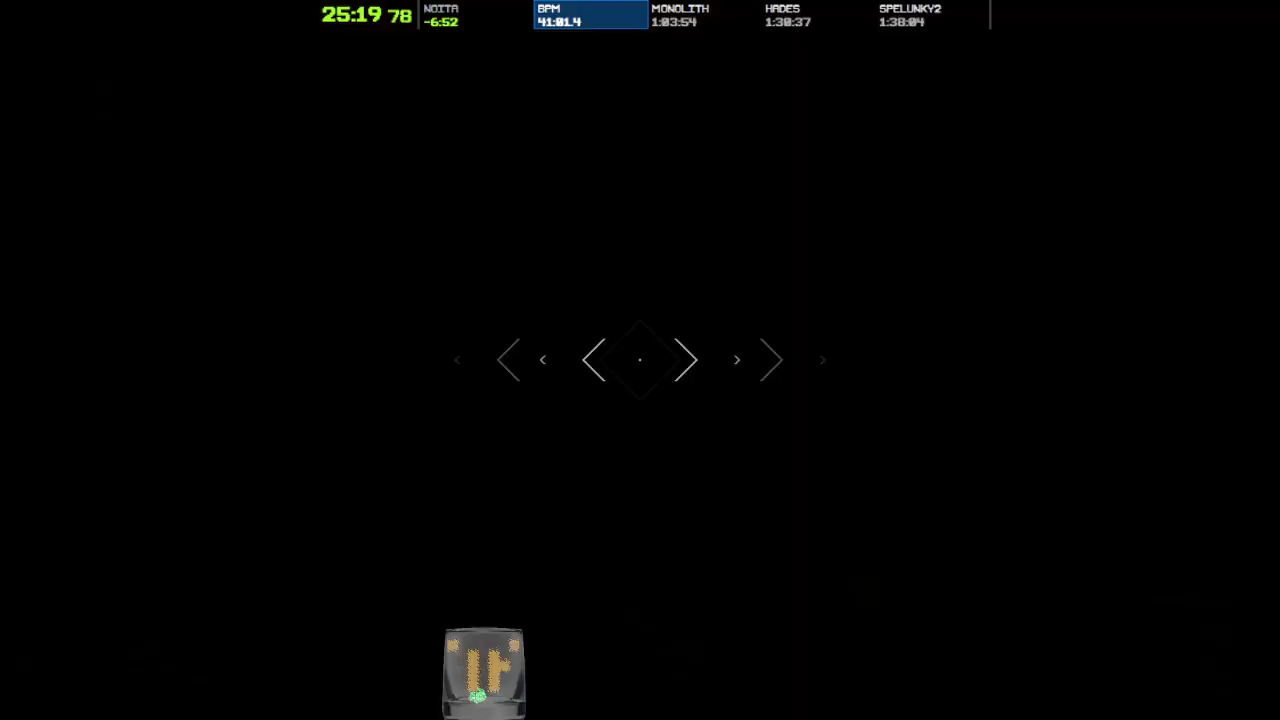 25:19 78
NOITA
-6:52
BPM
41:01.4
MONOLITH
1:03:54
HADES
1:30:37
SPELUNKY2
1:38:04